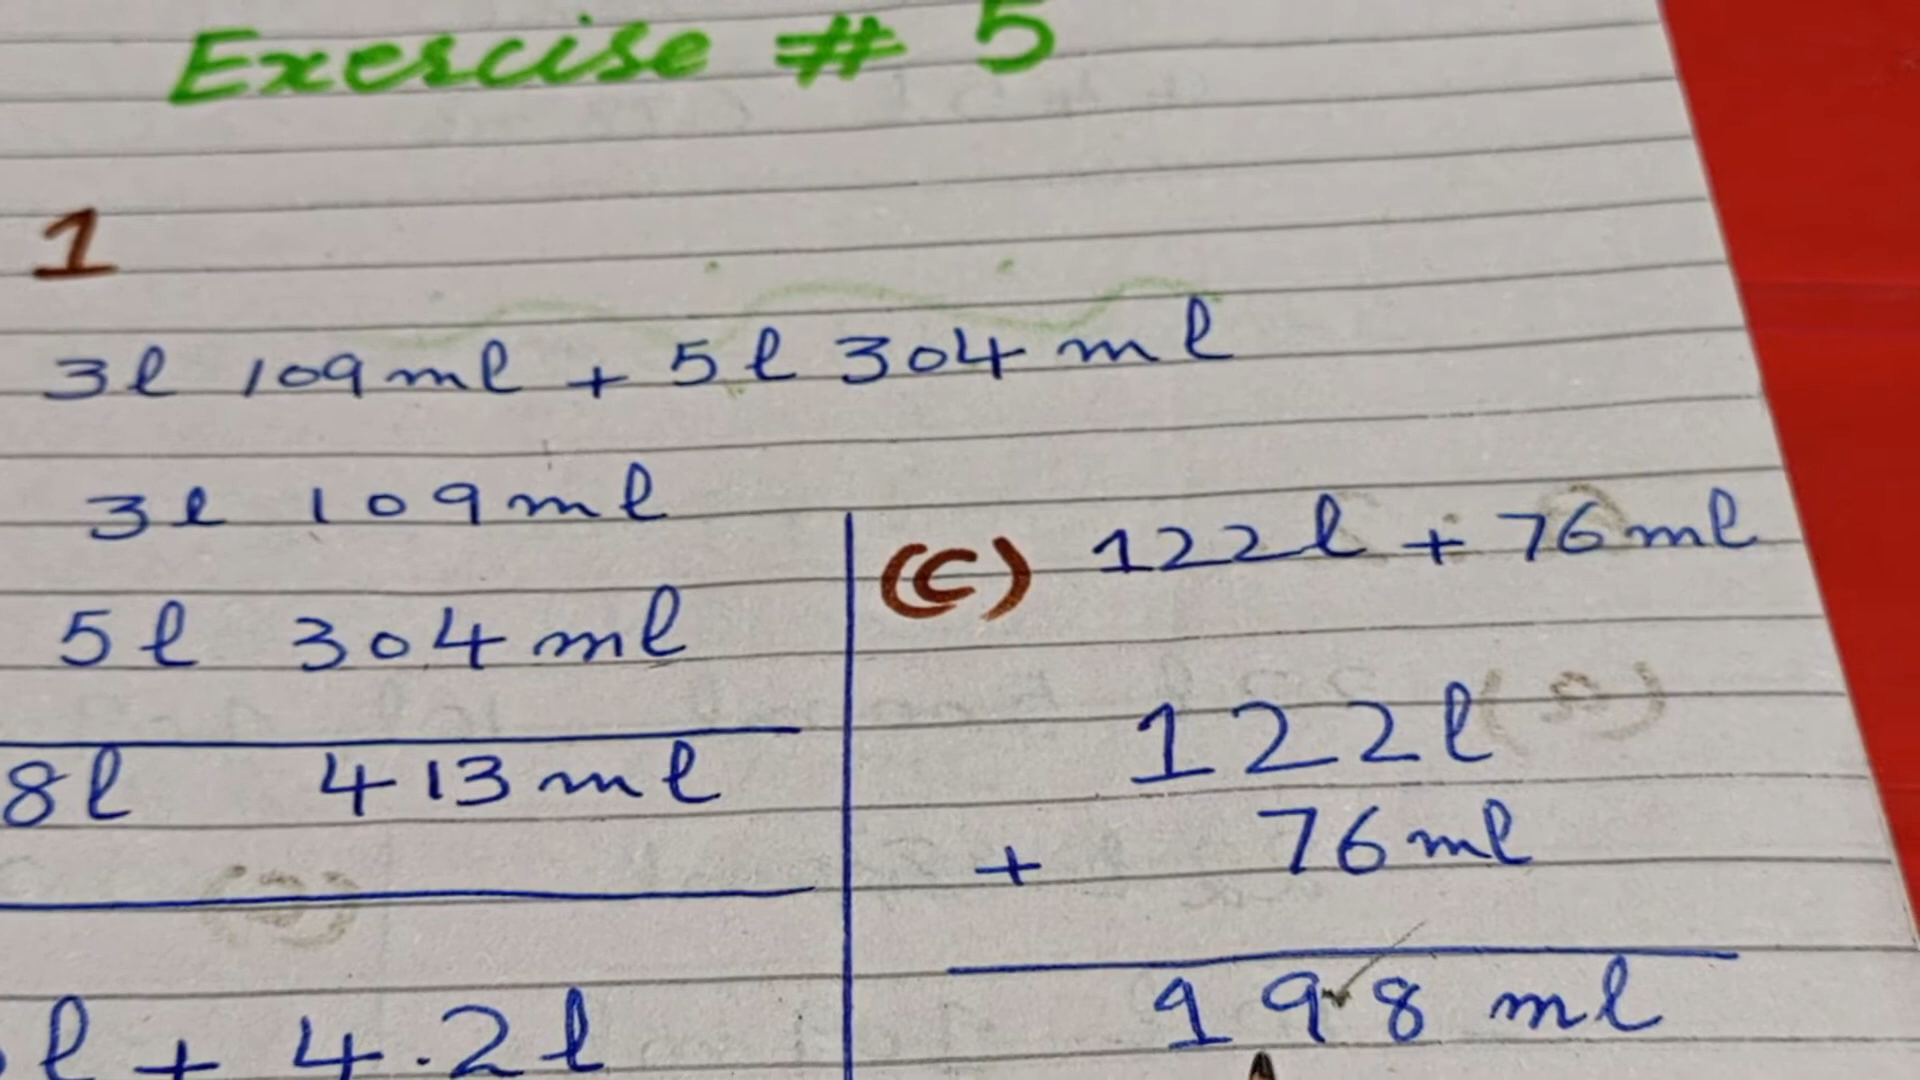 Exercise # 5
1
3l 109ml + 5l 304ml
3l 109ml
5l 304ml
8l 413ml
l + 4.2l
(C) 122l + 76ml
122l
+ 76ml
198 ml